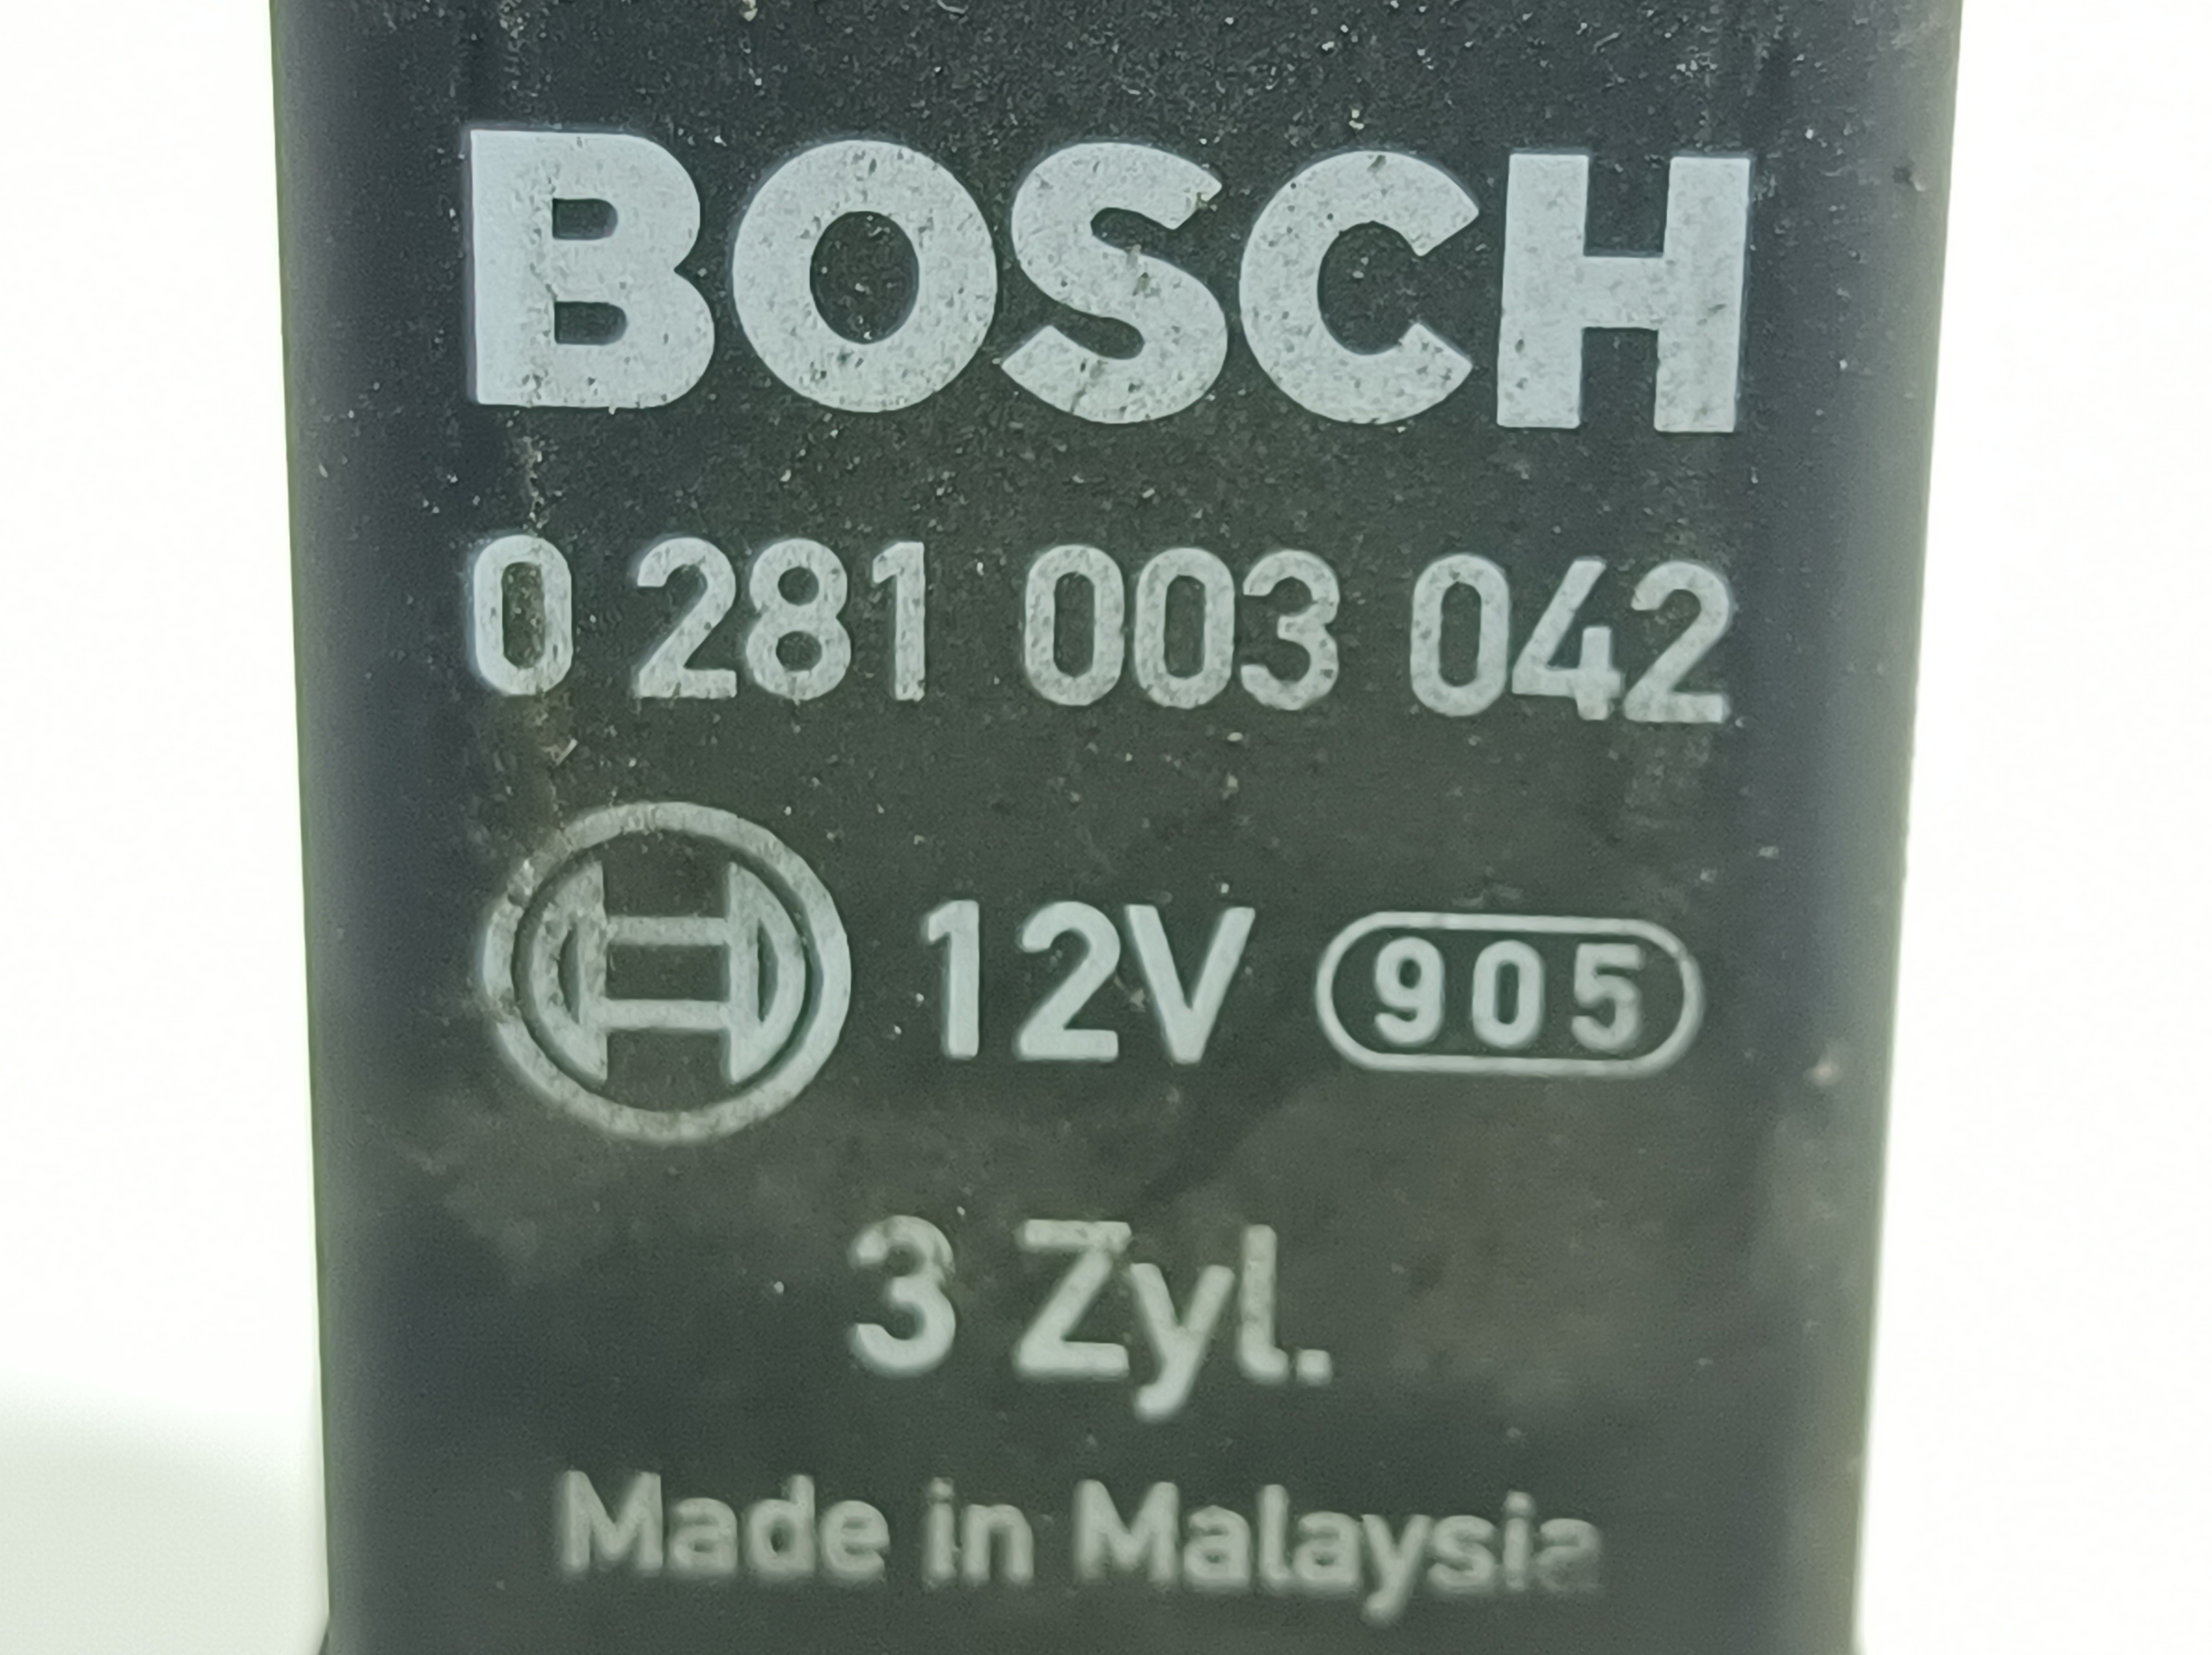 BOSCH
0 281 003 042
12V 905
3 Zyl.
Made in Malaysia